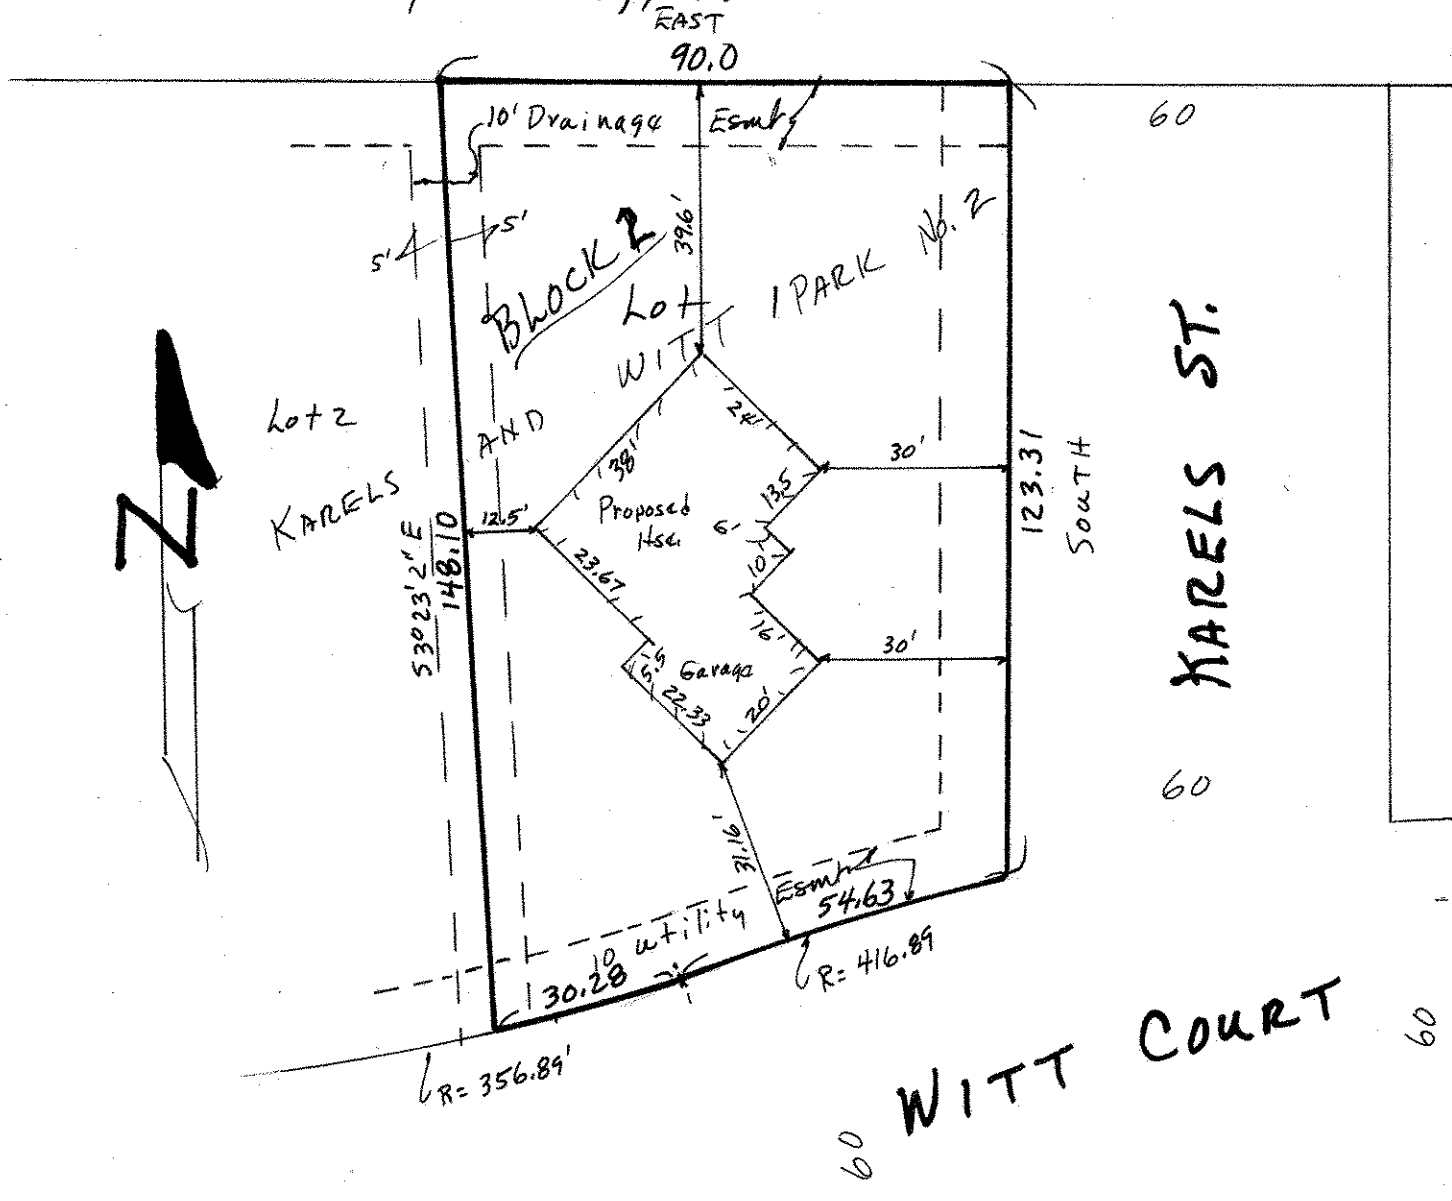 EAST
90.0
10' Drainage Esmt
60
5' 5'
39.6'
BLOCK 2
Lot 1
KARELS AND WITT PARK No. 2
Lot 2
N
24'
38'
30'
13.5
Proposed
Hse.
6-
12.5'
10'
23.67
16'
30'
5.5
Garage
22.33
20'
S 3° 23' 2" E
148.10
123.31
SOUTH
KARELS ST.
60
31.16'
10 utility Esmt
54.63
30.28
R= 416.89
R= 356.89'
WITT COURT
60
60